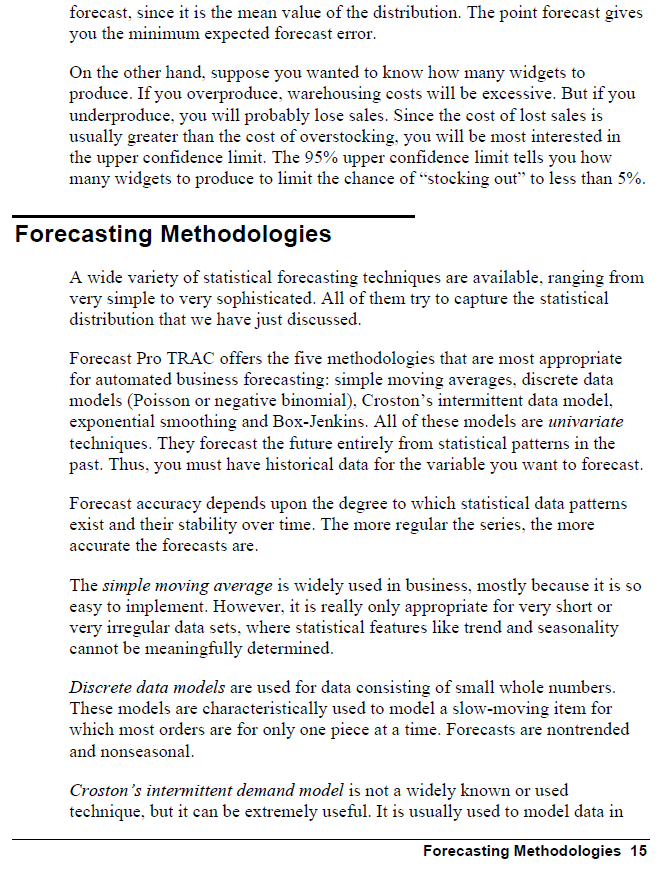 forecast, since it is the mean value of the distribution. The point forecast gives
you the minimum expected forecast error.
On the other hand, suppose you wanted to know how many widgets to
produce. If you overproduce, warehousing costs will be excessive. But if you
underproduce, you will probably lose sales. Since the cost of lost sales is
usually greater than the cost of overstocking, you will be most interested in
the upper confidence limit. The 95% upper confidence limit tells you how
many widgets to produce to limit the chance of “stocking out” to less than 5%.
Forecasting Methodologies
A wide variety of statistical forecasting techniques are available, ranging from
very simple to very sophisticated. All of them try to capture the statistical
distribution that we have just discussed.
Forecast Pro TRAC offers the five methodologies that are most appropriate
for automated business forecasting: simple moving averages, discrete data
models (Poisson or negative binomial), Croston’s intermittent data model,
exponential smoothing and Box-Jenkins. All of these models are univariate
techniques. They forecast the future entirely from statistical patterns in the
past. Thus, you must have historical data for the variable you want to forecast.
Forecast accuracy depends upon the degree to which statistical data patterns
exist and their stability over time. The more regular the series, the more
accurate the forecasts are.
The simple moving average is widely used in business, mostly because it is so
easy to implement. However, it is really only appropriate for very short or
very irregular data sets, where statistical features like trend and seasonality
cannot be meaningfully determined.
Discrete data models are used for data consisting of small whole numbers.
These models are characteristically used to model a slow-moving item for
which most orders are for only one piece at a time. Forecasts are nontrended
and nonseasonal.
Croston’s intermittent demand model is not a widely known or used
technique, but it can be extremely useful. It is usually used to model data in
Forecasting Methodologies 15